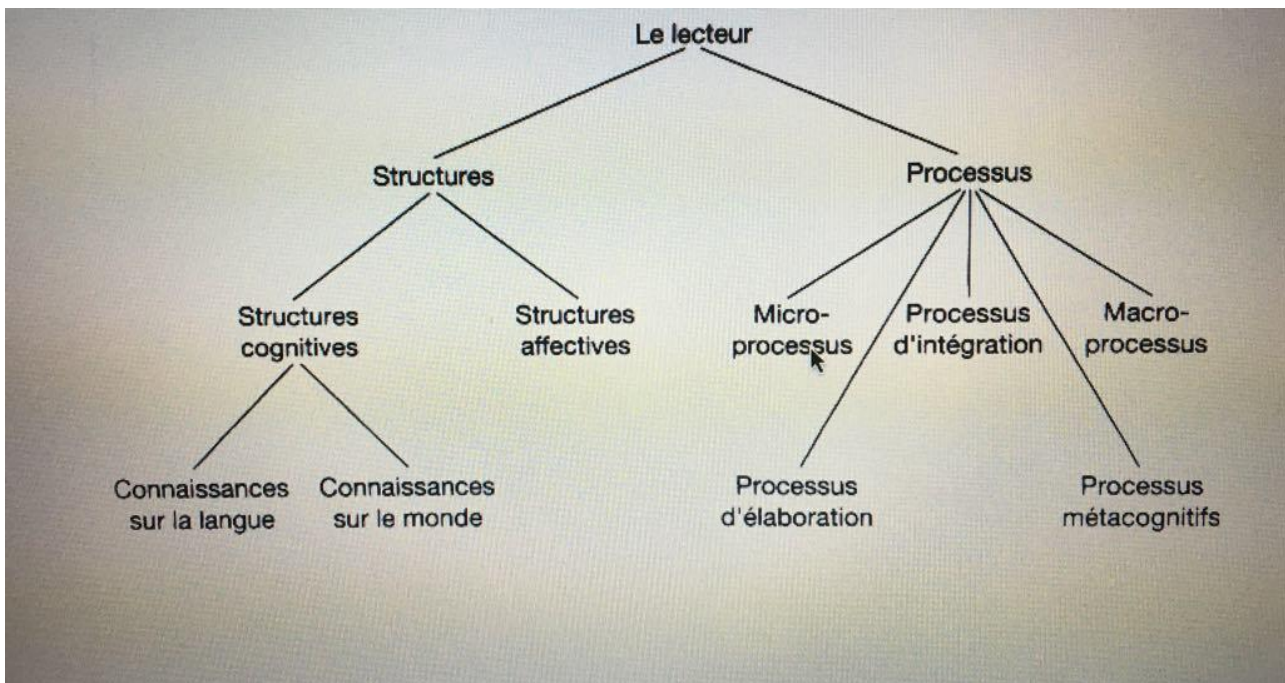 Le lecteur
Structures
Processus
Structures
cognitives
Structures
affectives
Micro-
processus
Processus
d'intégration
Macro-
processus
Connaissances
sur la langue
Connaissances
sur le monde
Processus
d'élaboration
Processus
métacognitifs